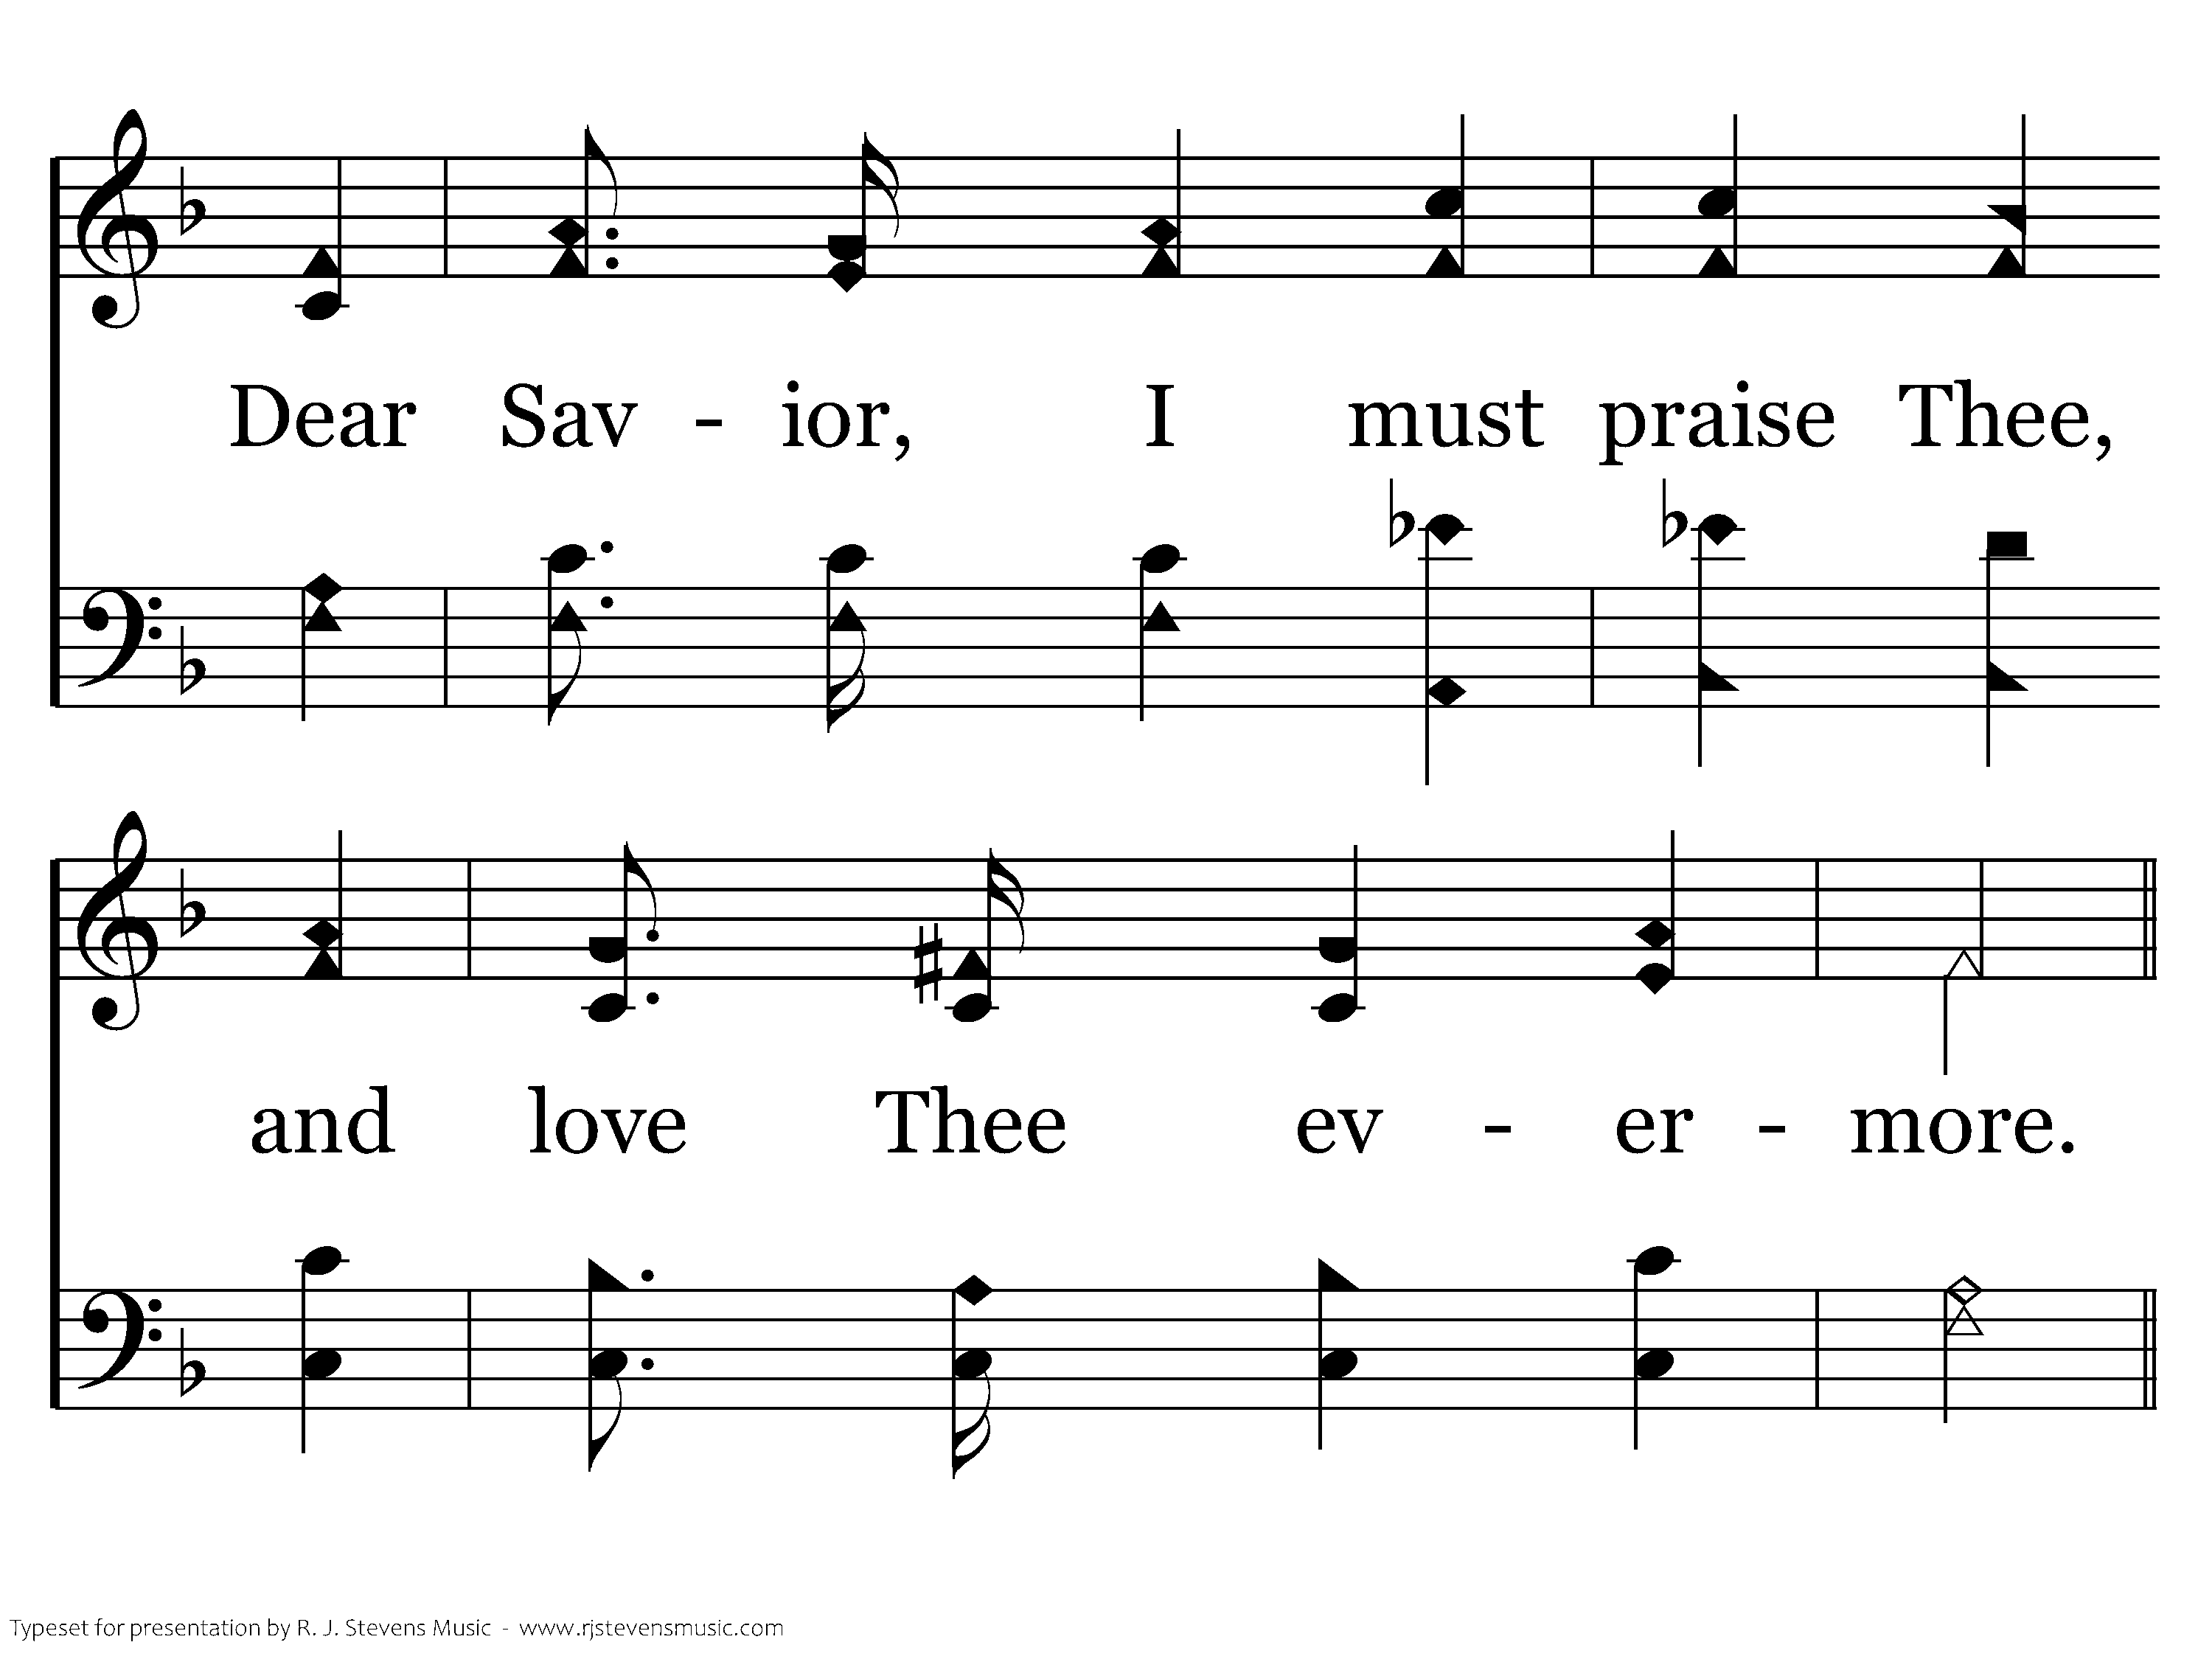 Dear Sav - ior, I must praise Thee,
and love Thee ev - er - more.
Typeset for presentation by R. J. Stevens Music - www.rjstevensmusic.com